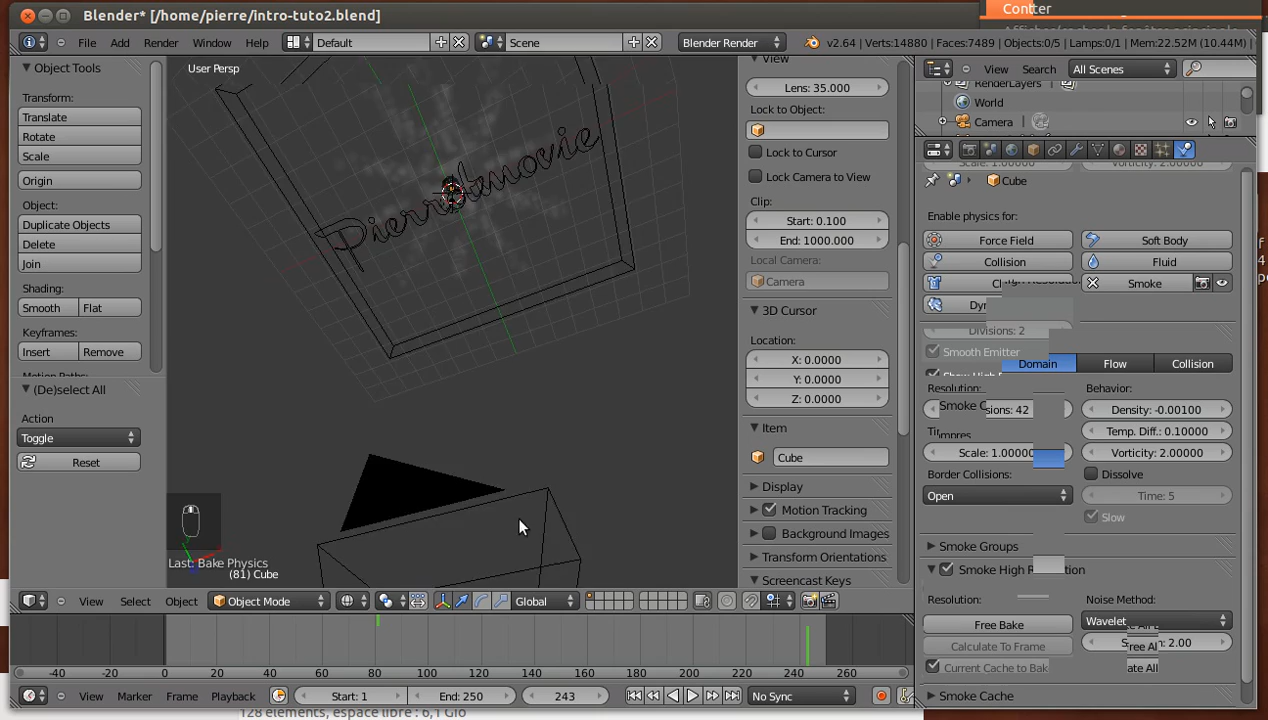 Blender* [/home/pierre/intro-tuto2.blend]
Contter
File Add Render Window Help
Default
Scene
Blender Render
v2.64 | Verts:14880 | Faces:7489 | Objects:0/5 | Lamps:0/1 | Mem:22.52M (10.44M)
Object Tools
Transform:
Translate
Rotate
Scale
Origin
Object:
Duplicate Objects
Delete
Join
Shading:
Smooth Flat
Keyframes:
Insert Remove
(De)select All
Action
Toggle
Reset
User Persp
Last: Bake Physics
(81) Cube
View
Lens: 35.000
Lock to Object:
Lock to Cursor
Lock Camera to View
Clip:
Start: 0.100
End: 1000.000
Local Camera:
Camera
3D Cursor
Location:
X: 0.0000
Y: 0.0000
Z: 0.0000
Item
Cube
Display
Motion Tracking
Background Images
Transform Orientations
Screencast Keys
View Search All Scenes
RenderLayers
World
Camera
Cube
Enable physics for:
Force Field Soft Body
Collision Fluid
Smoke
Divisions: 2
Smooth Emitter
Domain Flow Collision
Resolution: Behavior:
sions: 42 Density: -0.00100
Temp. Diff.: 0.10000
Scale: 1.00000 Vorticity: 2.00000
Border Collisions: Dissolve
Open Time: 5
Slow
Smoke Groups
Resolution: Noise Method:
Free Bake Wavelet
Calculate To Frame
Current Cache to Bak ate All
Smoke Cache
View Select Object Object Mode Global
-40 -20 0 20 40 60 80 100 120 140 160 180 200 220 240 260 280
View Marker Frame Playback Start: 1 End: 250 243 No Sync
128 éléments, espace libre : 6,1 Gio